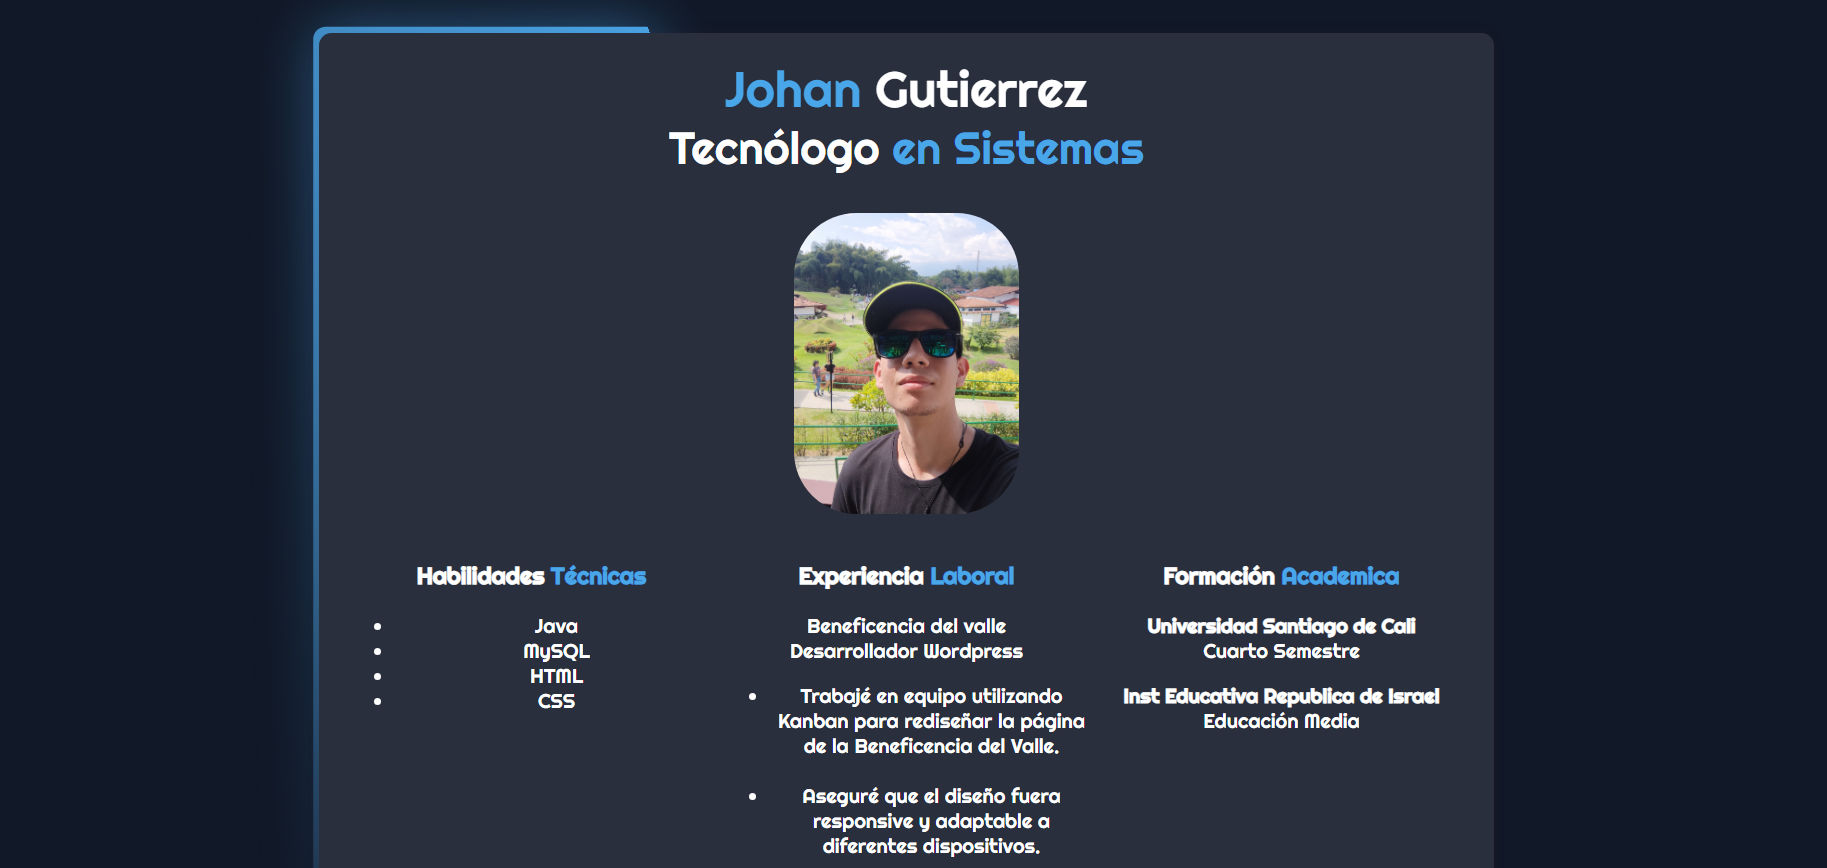 Johan Gutierrez
Tecnólogo en Sistemas
Habilidades Técnicas
Java
MySQL
HTML
CSS
Experiencia Laboral
Beneficencia del valle
Desarrollador Wordpress
Trabajé en equipo utilizando
Kanban para rediseñar la página
de la Beneficencia del Valle.
Aseguré que el diseño fuera
responsive y adaptable a
diferentes dispositivos.
Formación Academica
Universidad Santiago de Cali
Cuarto Semestre
Inst Educativa Republica de Israel
Educación Media